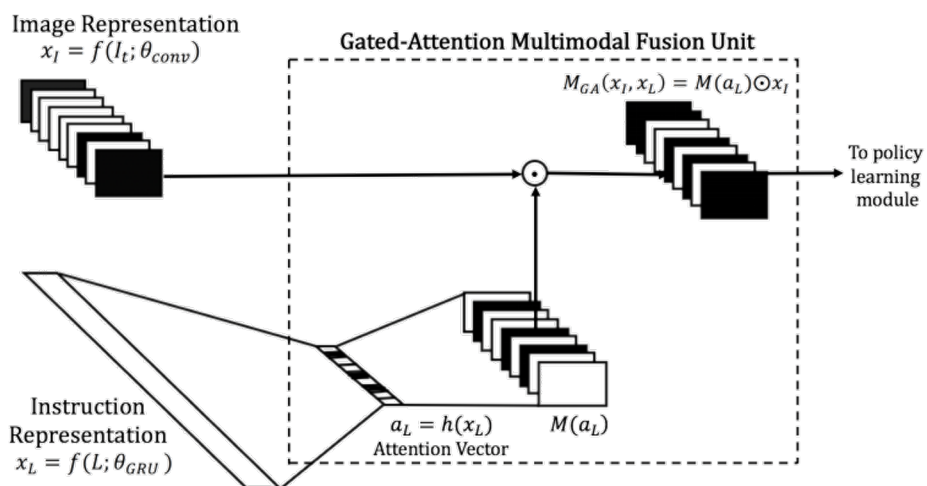 Image Representation
x_I = f(I_t; θ_conv)
Gated-Attention Multimodal Fusion Unit
M_GA(x_I, x_L) = M(a_L)⊙x_I
To policy
learning
module
Instruction
Representation
x_L = f(L; θ_GRU)
a_L = h(x_L)
Attention Vector
M(a_L)